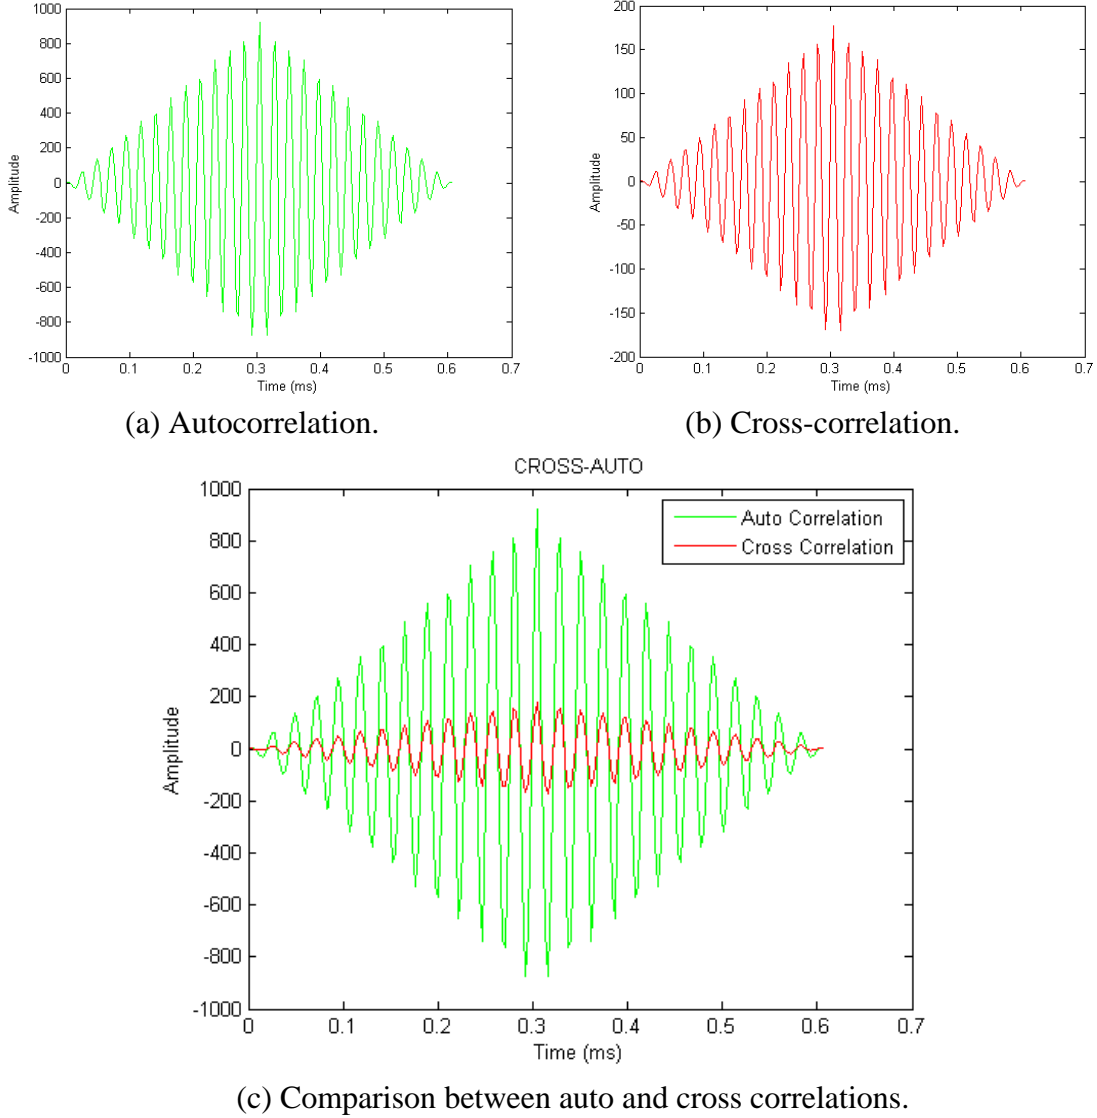 1000
800
600
400
200
0
-200
-400
-600
-800
-1000
Amplitude
0 0.1 0.2 0.3 0.4 0.5 0.6 0.7
Time (ms)
(a) Autocorrelation.
200
150
100
50
0
-50
-100
-150
-200
Amplitude
0 0.1 0.2 0.3 0.4 0.5 0.6 0.7
Time (ms)
(b) Cross-correlation.
CROSS-AUTO
1000
800
600
400
200
0
-200
-400
-600
-800
-1000
Amplitude
Auto Correlation
Cross Correlation
0 0.1 0.2 0.3 0.4 0.5 0.6 0.7
Time (ms)
(c) Comparison between auto and cross correlations.